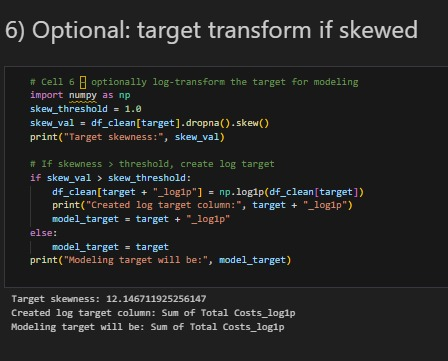 6) Optional: target transform if skewed
# Cell 6 - optionally log-transform the target for modeling
import numpy as np
skew_threshold = 1.0
skew_val = df_clean[target].dropna().skew()
print("Target skewness:", skew_val)
# If skewness > threshold, create log target
if skew_val > skew_threshold:
df_clean[target + "_log1p"] = np.log1p(df_clean[target])
print("Created log target column:", target + "_log1p")
model_target = target + "_log1p"
else:
model_target = target
print("Modeling target will be:", model_target)
Target skewness: 12.146711925256147
Created log target column: Sum of Total Costs_log1p
Modeling target will be: Sum of Total Costs_log1p